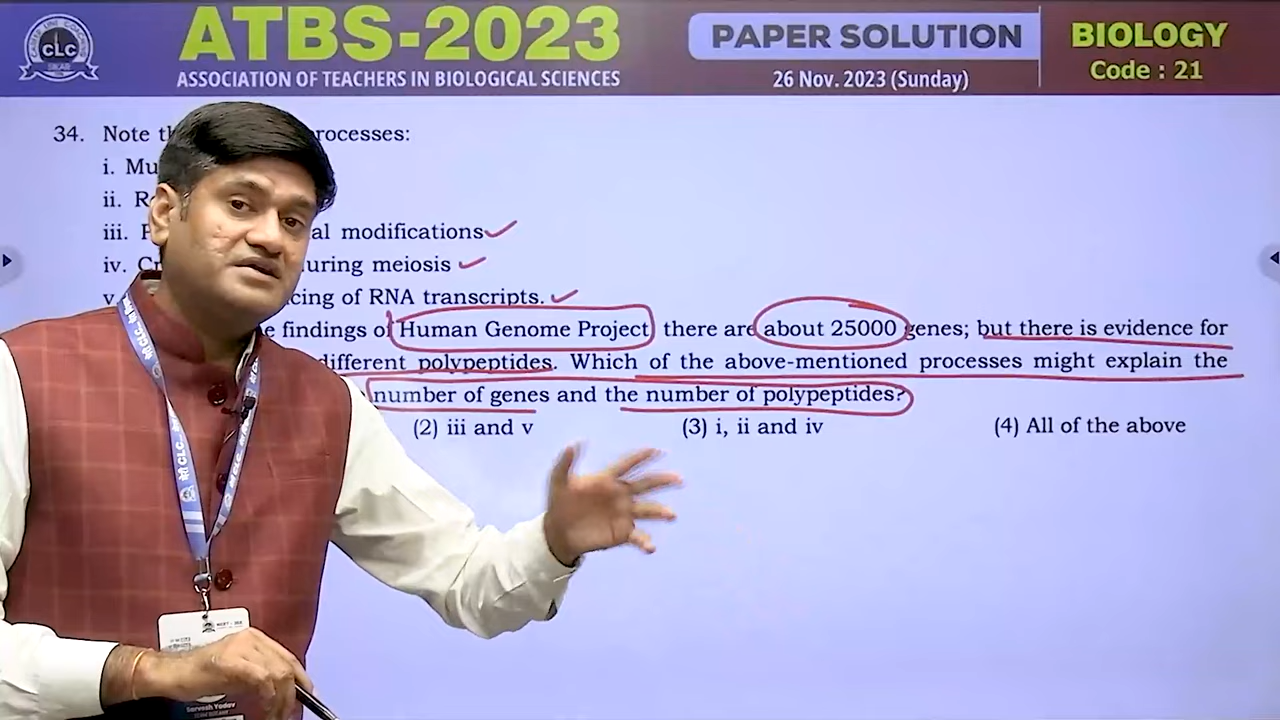 CLC
SIKAR
ATBS-2023
ASSOCIATION OF TEACHERS IN BIOLOGICAL SCIENCES
PAPER SOLUTION
26 Nov. 2023 (Sunday)
BIOLOGY
Code : 21
34. Note th rocesses:
i. Mu
ii. R
iii. P al modifications
iv. Cr uring meiosis
v cing of RNA transcripts.
e findings of Human Genome Project there are about 25000 genes; but there is evidence for
different polypeptides. Which of the above-mentioned processes might explain the
number of genes and the number of polypeptides?
(2) iii and v (3) i, ii and iv (4) All of the above
CLC
Sarvesh Yadav